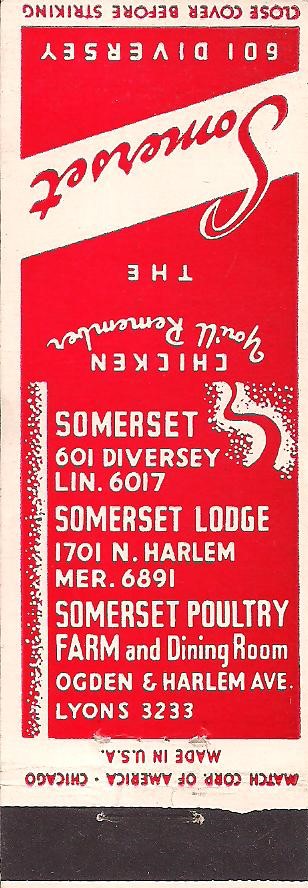 CLOSE COVER BEFORE STRIKING
601 DIVERSEY
Somerset
THE
CHICKEN
You'll Remember
SOMERSET
601 DIVERSEY
LIN. 6017
SOMERSET LODGE
1701 N. HARLEM
MER. 6891
SOMERSET POULTRY
FARM and Dining Room
OGDEN & HARLEM AVE.
LYONS 3233
MADE IN U.S.A.
MATCH CORP. OF AMERICA • CHICAGO